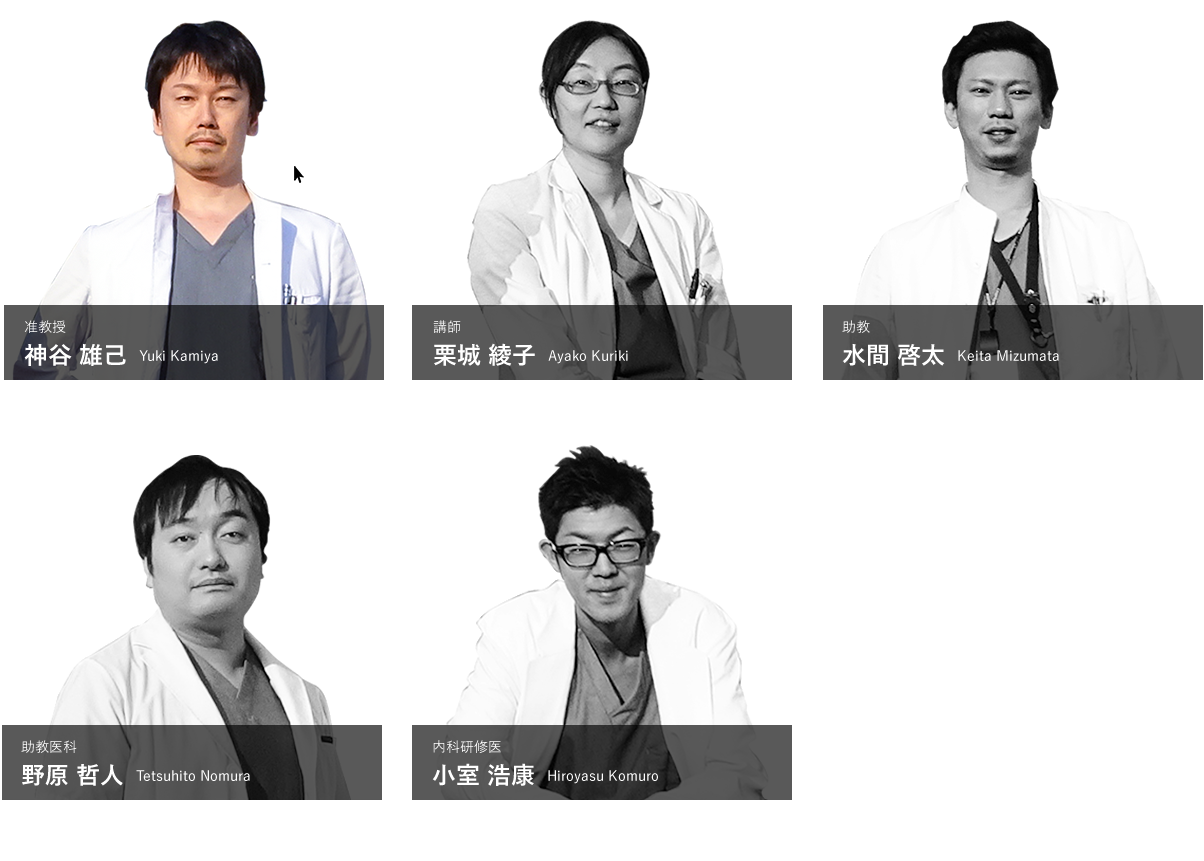 准教授
神谷 雄己 Yuki Kamiya
講師
栗城 綾子 Ayako Kuriki
助教
水間 啓太 Keita Mizumata
助教医科
野原 哲人 Tetsuhito Nomura
内科研修医
小室 浩康 Hiroyasu Komuro